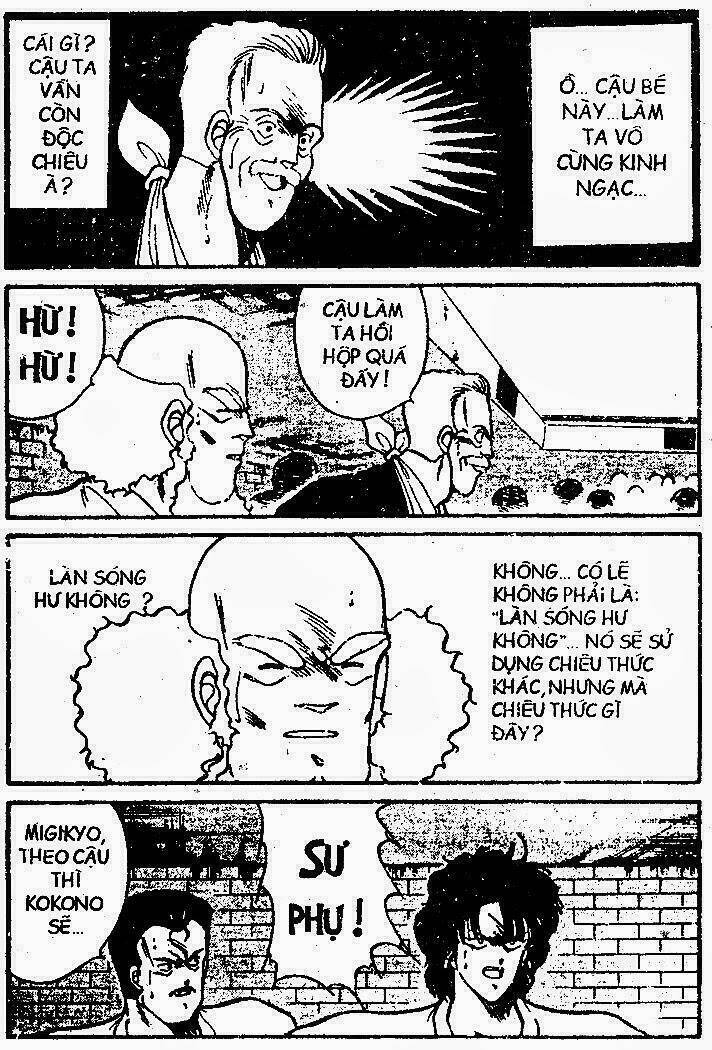 CÁI GÌ?
CẬU TA
VẪN
CÒN
ĐỘC
CHIÊU
À?
Ồ... CẬU BÉ
NÀY...LÀM
TA VÔ
CÙNG KINH
NGẠC...
HỪ!
HỪ!
CẬU LÀM
TA HỒI
HỘP QUÁ
ĐẤY!
LÀN SÓNG
HƯ KHÔNG ?
KHÔNG... CÓ LẼ
KHÔNG PHẢI LÀ:
"LÀN SÓNG HƯ
KHÔNG"... NÓ SẼ SỬ
DỤNG CHIÊU THỨC
KHÁC, NHƯNG MÀ
CHIÊU THỨC GÌ
ĐÂY?
MIGIKYO,
THEO CẬU
THÌ
KOKONO
SẼ...
SƯ
PHỤ!